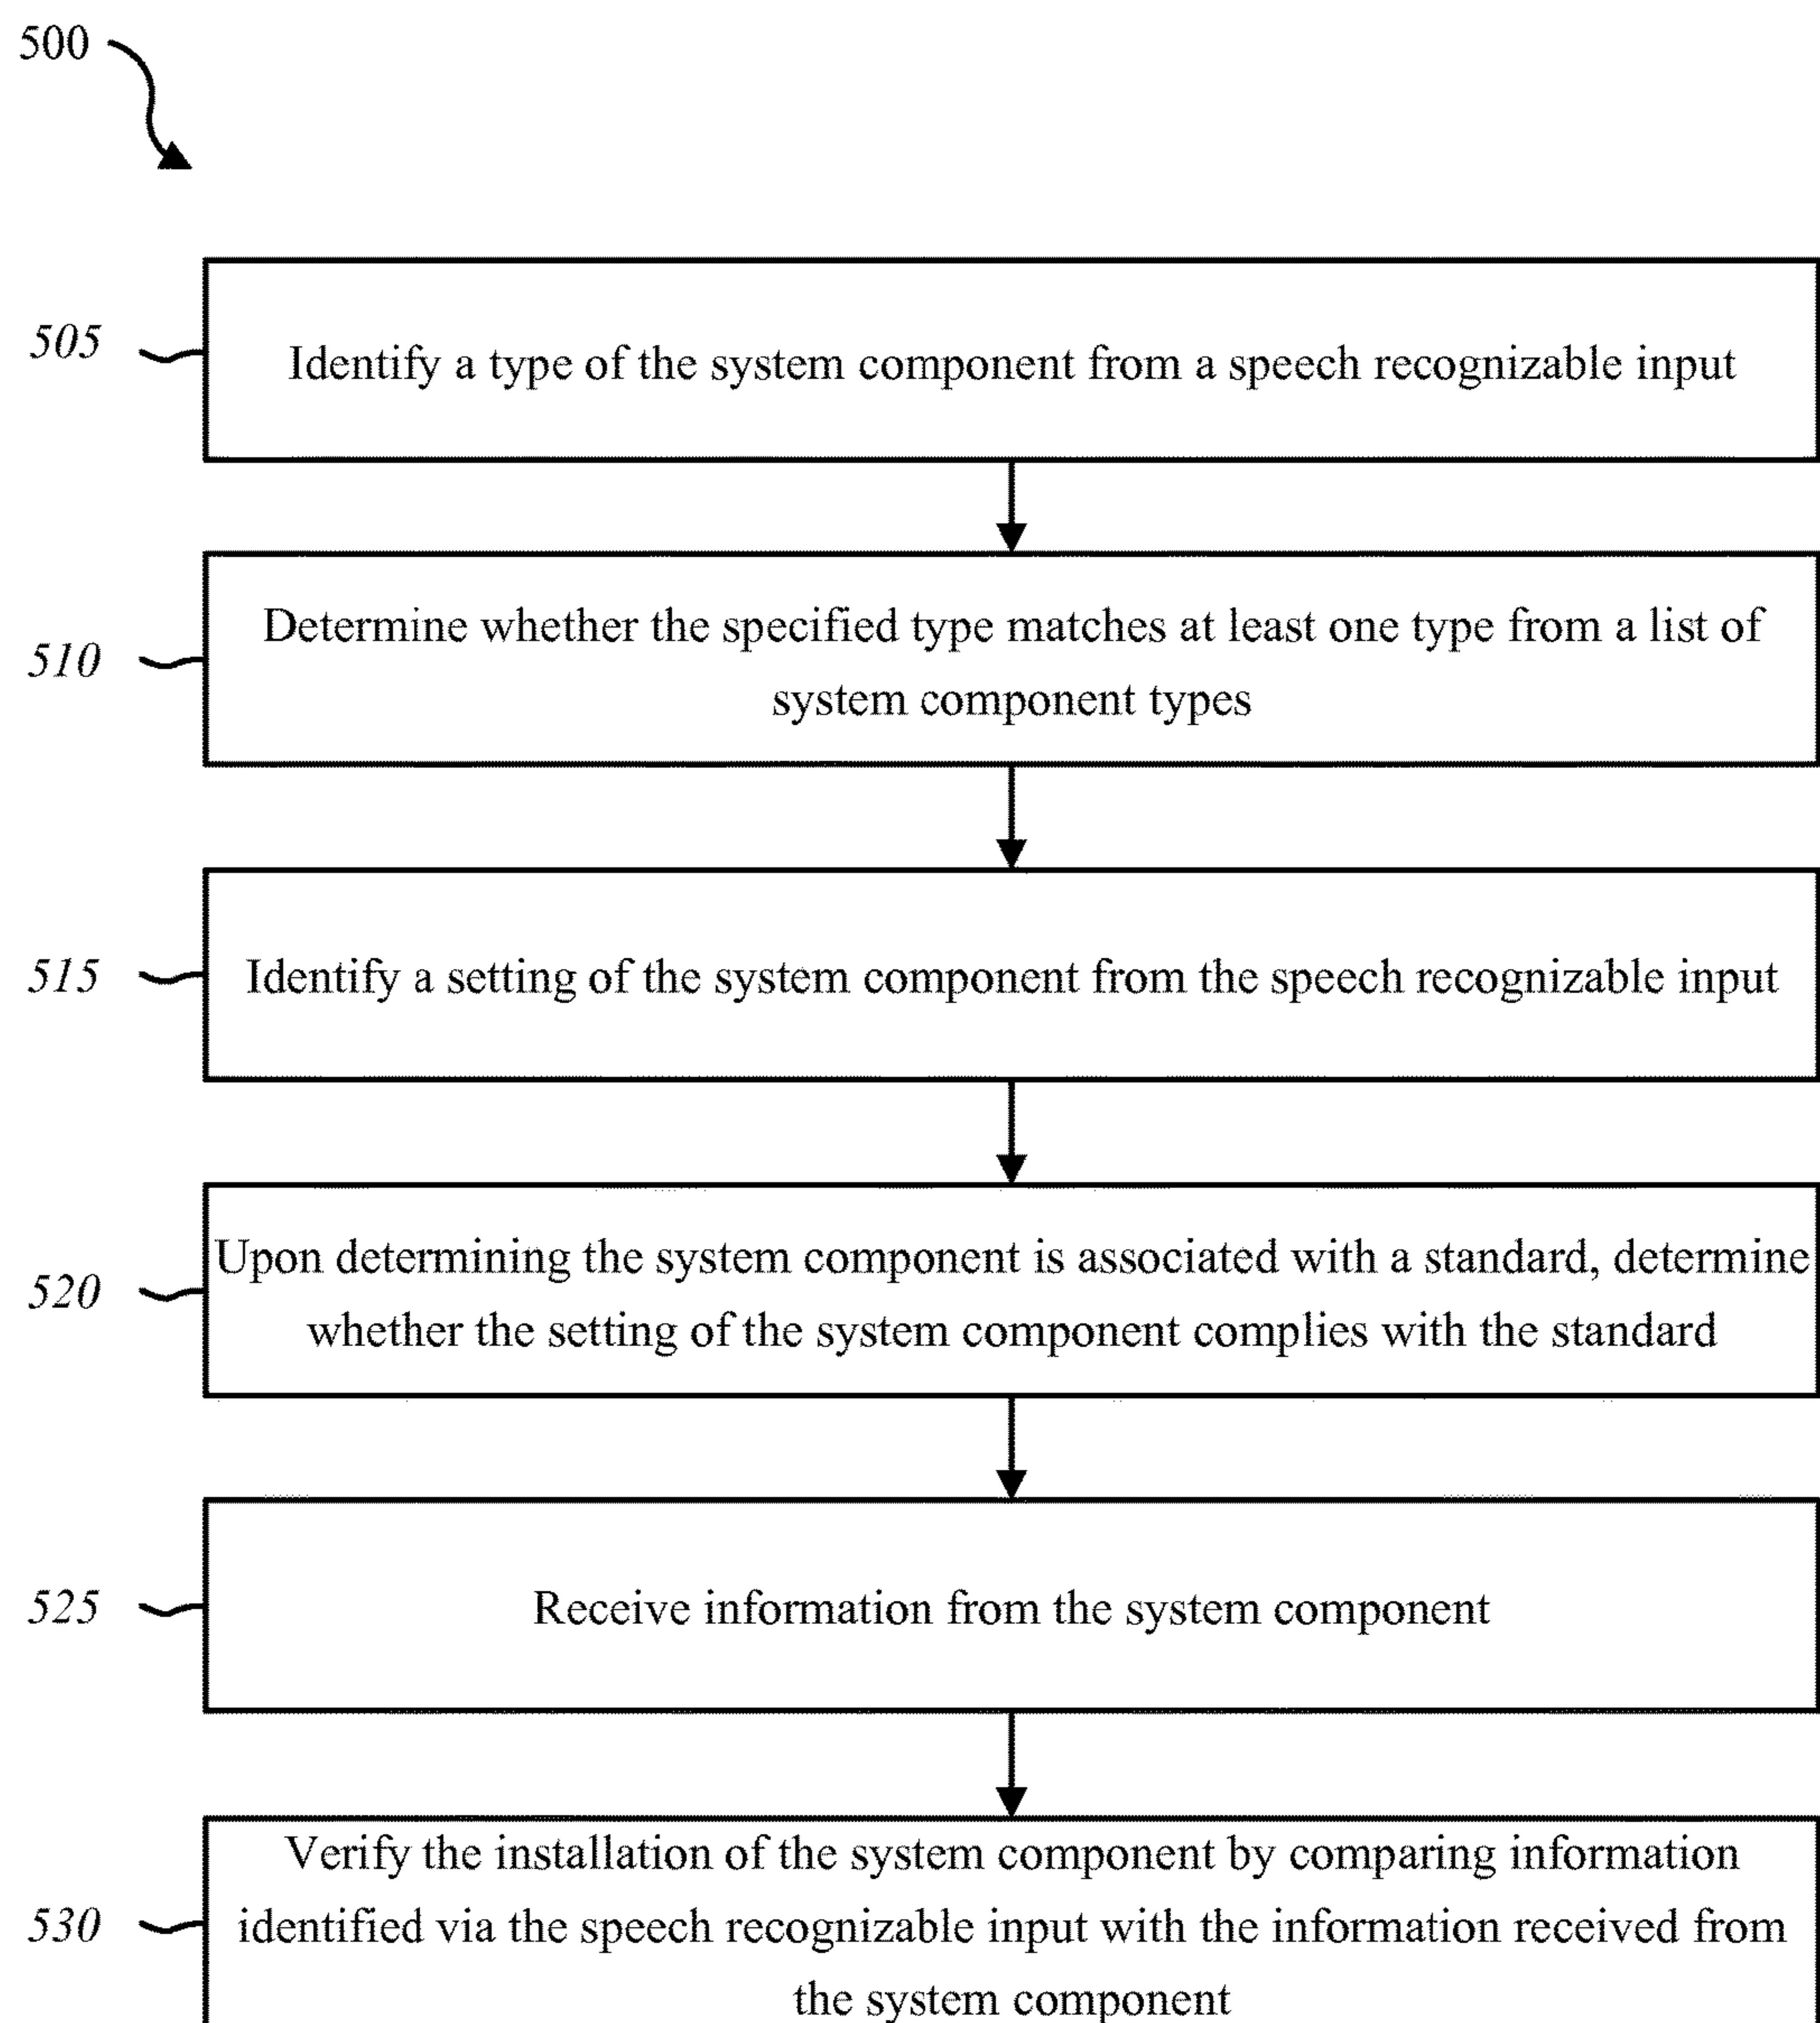 500
505
Identify a type of the system component from a speech recognizable input
510
Determine whether the specified type matches at least one type from a list of
system component types
515
Identify a setting of the system component from the speech recognizable input
520
Upon determining the system component is associated with a standard, determine
whether the setting of the system component complies with the standard
525
Receive information from the system component
530
Verify the installation of the system component by comparing information
identified via the speech recognizable input with the information received from
the system component